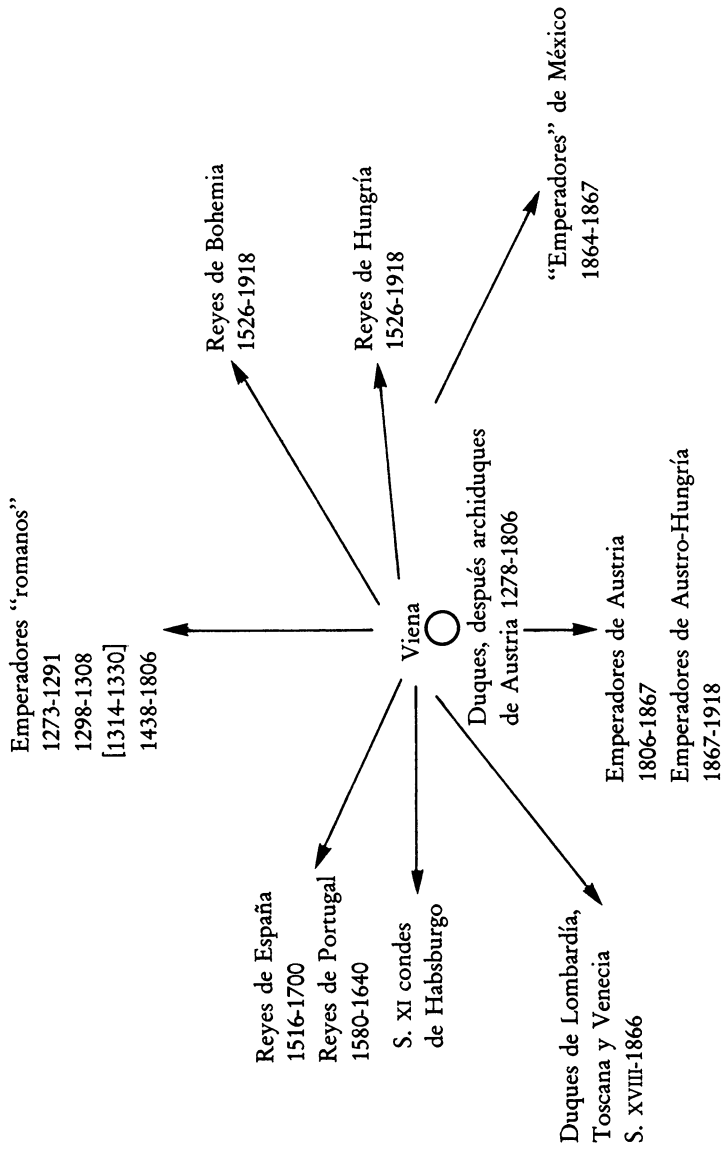 Emperadores “romanos”
1273-1291
1298-1308
[1314-1330]
1438-1806
Reyes de Bohemia
1526-1918
Reyes de Hungría
1526-1918
“Emperadores” de México
1864-1867
Viena
Duques, después archiduques
de Austria 1278-1806
Emperadores de Austria
1806-1867
Emperadores de Austro-Hungría
1867-1918
Reyes de España
1516-1700
Reyes de Portugal
1580-1640
S. XI condes
de Habsburgo
Duques de Lombardía,
Toscana y Venecia
S. XVIII-1866